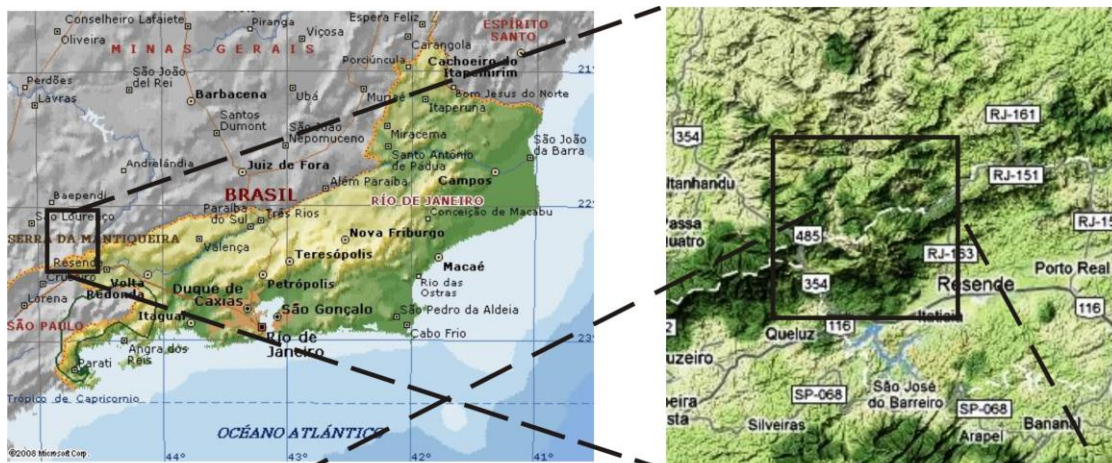 Conselheiro Lafaiete
Piranga
Espera Feliz
ESPÍRITO
SANTO
Oliveira
Viçosa
Carangola
MINAS GERAIS
Porciúncula
Cachoeiro do
Itapemirim
21°
Perdões
São João
del Rei
Ubá
Muriaé
Bom Jesus do Norte
Lavras
Barbacena
Itaperuna
Santos
Dumont
São João
Nepomuceno
Miracema
São João
da Barra
Andrelândia
Juiz de Fora
Santo Antônio
de Pádua
Baependi
BRASIL
Além Paraíba
Campos
São Lourenço
Paraíba
do Sul
Três Rios
RÍO DE JANEIRO
22°
Conceição de Macabu
SERRA DA MANTIQUEIRA
Valença
Nova Friburgo
Resende
Teresópolis
Cruzeiro
Volta
Redonda
Petrópolis
Macaé
Lorena
Duque de
Caxias
Rio das
Ostras
SÃO PAULO
Itaguaí
São Gonçalo
São Pedro da Aldeia
Río de
Janeiro
Cabo Frio
23°
Angra dos
Reis
Parati
Trópico de Capricornio
OCÉANO ATLÁNTICO
©2008 Microsoft Corp.
44°
43°
42°
41°
RJ-161
354
RJ-151
Itanhandu
Passa
Quatro
485
RJ-163
RJ-15
354
Resende
Porto Real
116
Itatiaia
116
Queluz
Cruzeiro
São José
do Barreiro
SP-068
SP-068
Silveiras
Arapeí
Bananal